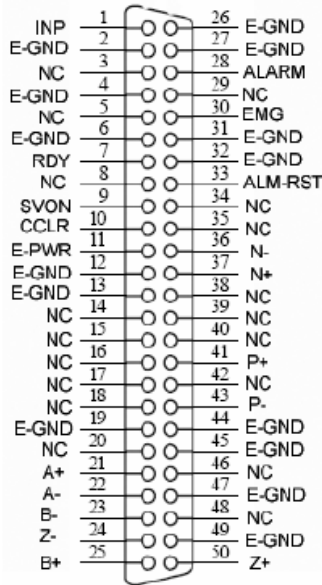 INP 1 26 E-GND
E-GND 2 27 E-GND
NC 3 28 ALARM
E-GND 4 29 NC
NC 5 30 EMG
E-GND 6 31 E-GND
RDY 7 32 E-GND
NC 8 33 ALM-RST
SVON 9 34 NC
CCLR 10 35 NC
E-PWR 11 36 N-
E-GND 12 37 N+
E-GND 13 38 NC
NC 14 39 NC
NC 15 40 NC
NC 16 41 P+
NC 17 42 NC
NC 18 43 P-
E-GND 19 44 E-GND
NC 20 45 E-GND
A+ 21 46 NC
A- 22 47 E-GND
B- 23 48 NC
Z- 24 49 E-GND
B+ 25 50 Z+